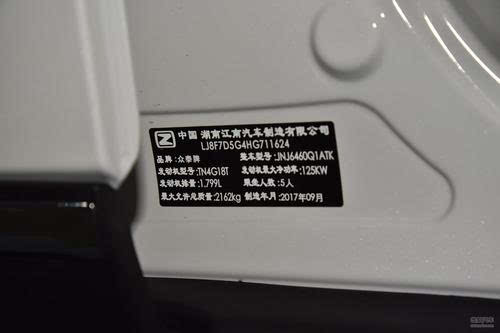 Z 中国 湖南江南汽车制造有限公司
LJ8F7D5G4HG711624
品牌：众泰牌 整车型号：JNJ6460Q1ATK
发动机型号：TN4G18T 发动机最大净功率：125KW
发动机排量：1.799L 乘坐人数：5人
最大允许总质量：2162kg 制造年月：2017年09月